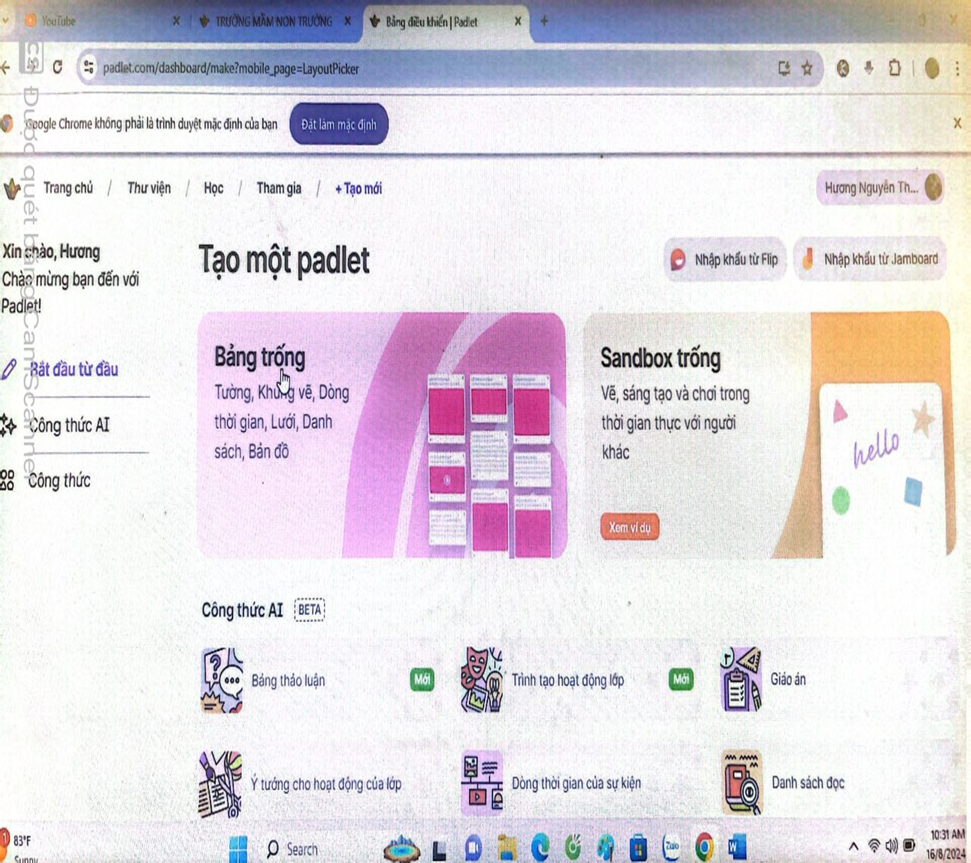 YouTube
TRƯỜNG MẦM NON TRƯỜNG
Bảng điều khiển | Padlet
padlet.com/dashboard/make?mobile_page=LayoutPicker
Google Chrome không phải là trình duyệt mặc định của bạn
Đặt làm mặc định
Trang chủ / Thư viện / Học / Tham gia / + Tạo mới
Hương Nguyễn Th...
Xin chào, Hương
Chào mừng bạn đến với
Padlet!
Bắt đầu từ đầu
Công thức AI
Công thức
Tạo một padlet
Nhập khẩu từ Flip
Nhập khẩu từ Jamboard
Bảng trống
Tường, Khung vẽ, Dòng
thời gian, Lưới, Danh
sách, Bản đồ
Sandbox trống
Vẽ, sáng tạo và chơi trong
thời gian thực với người
khác
Xem ví dụ
hello
Công thức AI BETA
Bảng thảo luận
Mới
Trình tạo hoạt động lớp
Mới
Giáo án
Ý tưởng cho hoạt động của lớp
Dòng thời gian của sự kiện
Danh sách đọc
1
83°F
Sunny
Search
Zalo
10:31 AM
16/8/2024
CS Được quét bằng CamScanner